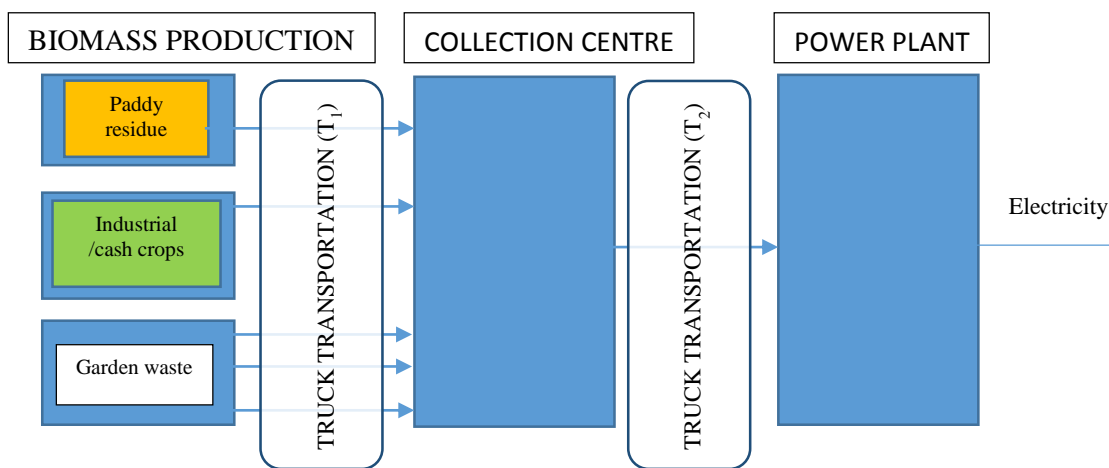 BIOMASS PRODUCTION
COLLECTION CENTRE
POWER PLANT
Paddy
residue
Industrial
/cash crops
Garden waste
TRUCK TRANSPORTATION (T₁)
TRUCK TRANSPORTATION (T₂)
Electricity